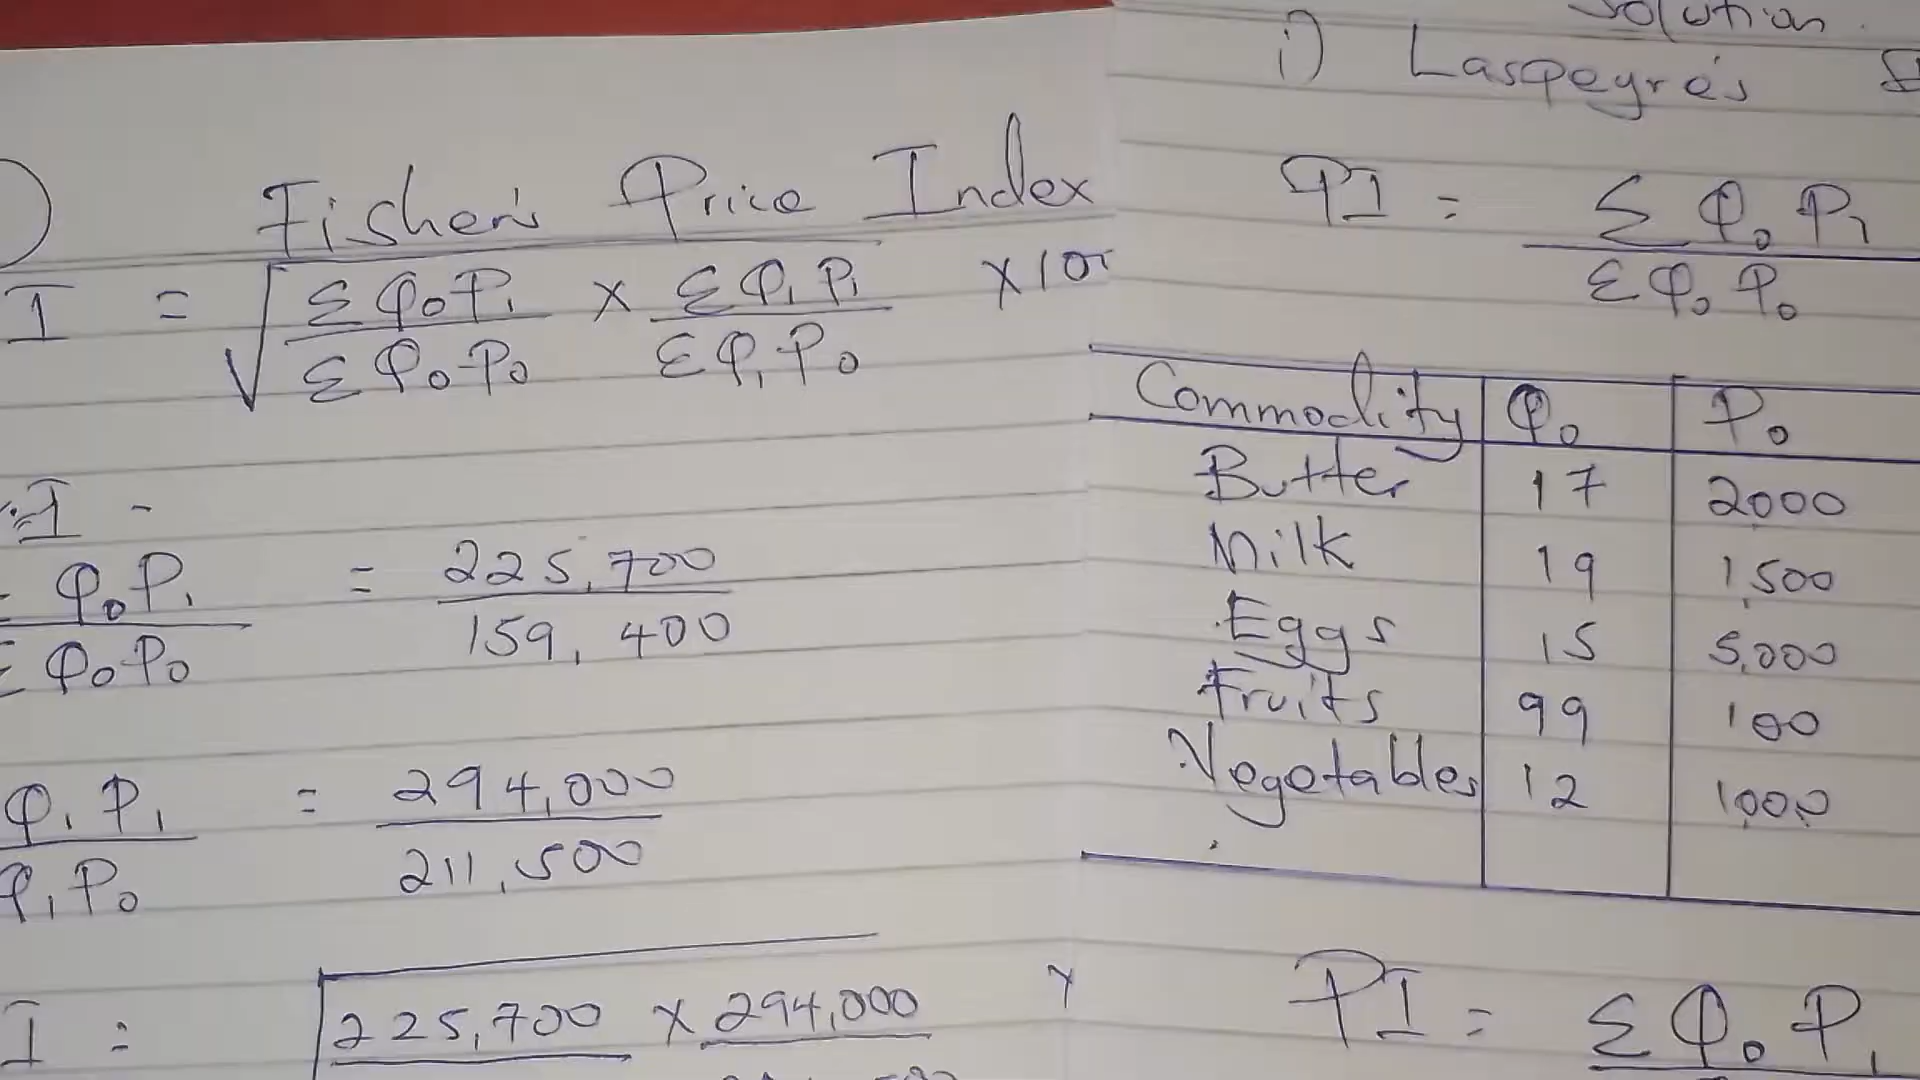 Fisher's Price Index
I = √ ΣQ₀P₁ × ΣQ₁P₁ ×10
ΣQ₀P₀ ΣQ₁P₀
I -
Q₀P₁ = 225,700
ΣQ₀P₀ 159,400
Q₁P₁ = 294,000
Q₁P₀ 211,500
I = 225,700 × 294,000 ×
Solution
i) Laspeyre's
PI = ΣQ₀P₁
ΣQ₀P₀
Commodity Q₀ P₀
Butter 17 2000
Milk 19 1,500
Eggs 15 5,000
Fruits 99 100
Vegetables 12 1,000
PI = ΣQ₀P₁